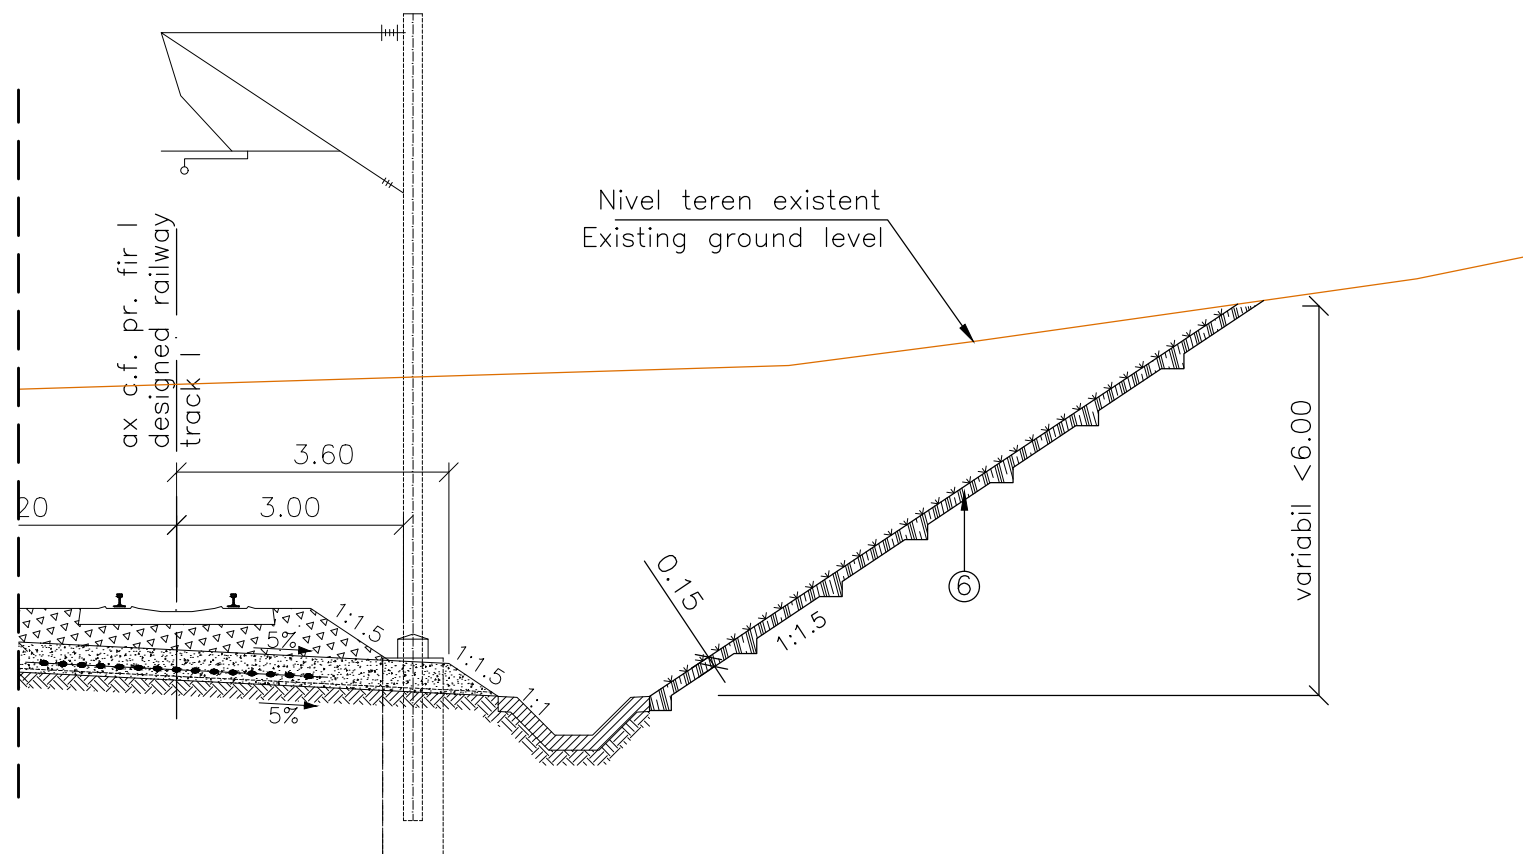 Nivel teren existent
Existing ground level
ax c.f. pr. fir I
designed railway
track I
3.60
20
3.00
variabil <6.00
0.15
6
1:1.5
1:1.5
5%
1:1.5
1:1
5%